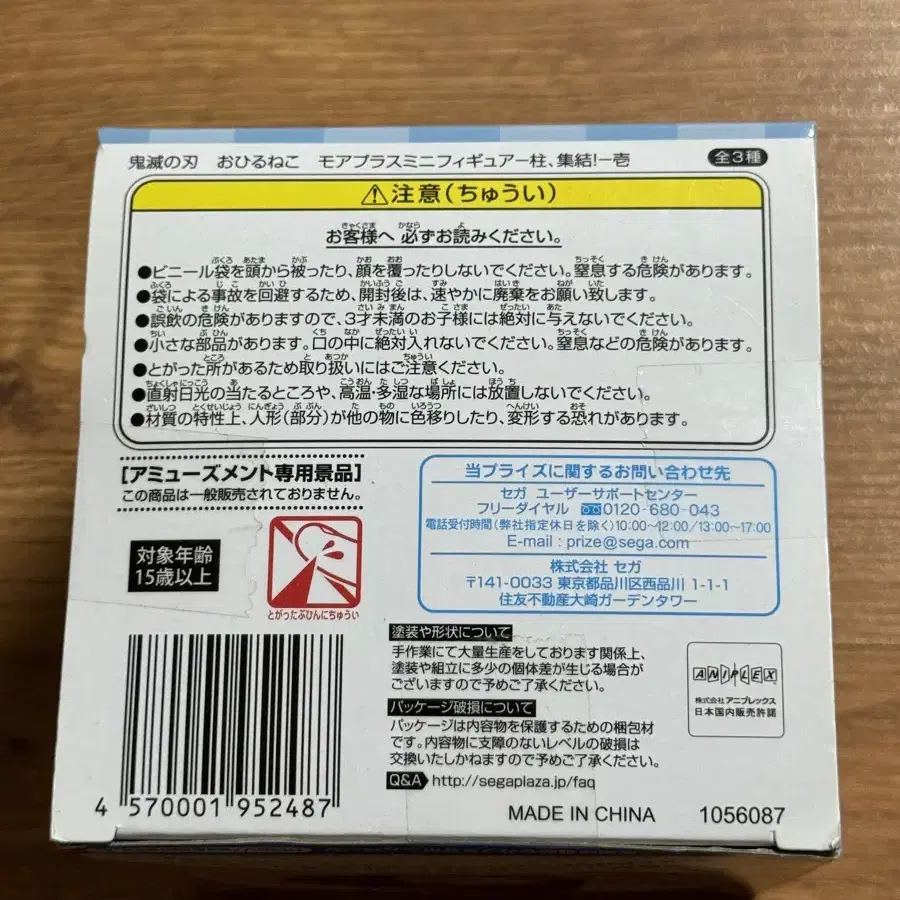 鬼滅の刃 おひるねこ モアプラスミニフィギュアー柱、集結!ー壱 全3種
⚠注意(ちゅうい)
お客様へ 必ずお読みください。
●ビニール袋を頭から被ったり、顔を覆ったりしないでください。窒息する危険があります。
●袋による事故を回避するため、開封後は、速やかに廃棄をお願い致します。
●誤飲の危険がありますので、3才未満のお子様には絶対に与えないでください。
●小さな部品があります。口の中に絶対入れないでください。窒息などの危険があります。
●とがった所があるため取り扱いにはご注意ください。
●直射日光の当たるところや、高温・多湿な場所には放置しないでください。
●材質の特性上、人形(部分)が他の物に色移りしたり、変形する恐れがあります。
[アミューズメント専用景品]
この商品は一般販売されておりません。
対象年齢
15歳以上
とがったぶひんにちゅうい
当プライズに関するお問い合わせ先
セガ ユーザーサポートセンター
フリーダイヤル 0120-680-043
電話受付時間(弊社指定休日を除く)10:00~12:00/13:00~17:00
E-mail : prize@sega.com
株式会社 セガ
〒141-0033 東京都品川区西品川 1-1-1
住友不動産大崎ガーデンタワー
塗装や形状について
手作業にて大量生産をしております関係上、
塗装や組立に多少の個体差が生じる場合が
ございますので予めご了承ください。
パッケージ破損について
パッケージは内容物を保護するための梱包材
です。内容物に支障のないレベルの破損は
交換いたしかねますので予めご了承ください。
Q&A http://segaplaza.jp/faq
ANIPLEX
株式会社アニプレックス
日本国内販売許諾
4 570001 952487
MADE IN CHINA 1056087